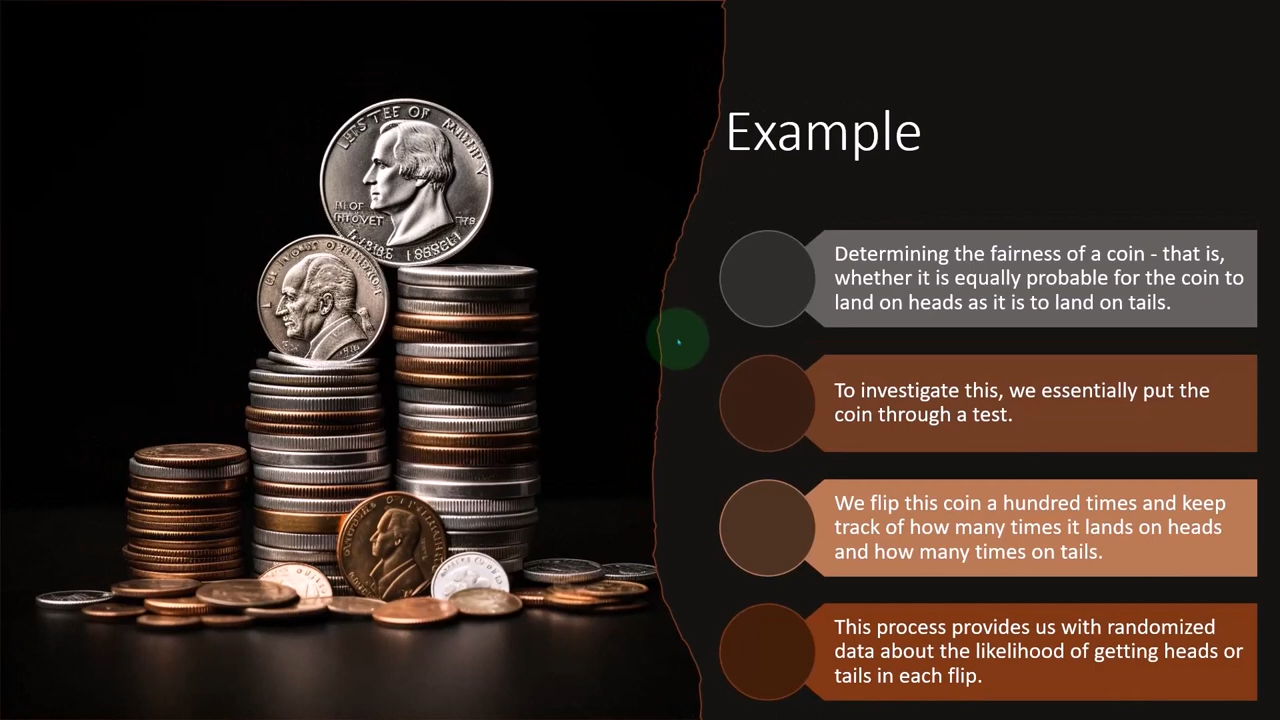 Example
Determining the fairness of a coin - that is,
whether it is equally probable for the coin to
land on heads as it is to land on tails.
To investigate this, we essentially put the
coin through a test.
We flip this coin a hundred times and keep
track of how many times it lands on heads
and how many times on tails.
This process provides us with randomized
data about the likelihood of getting heads or
tails in each flip.